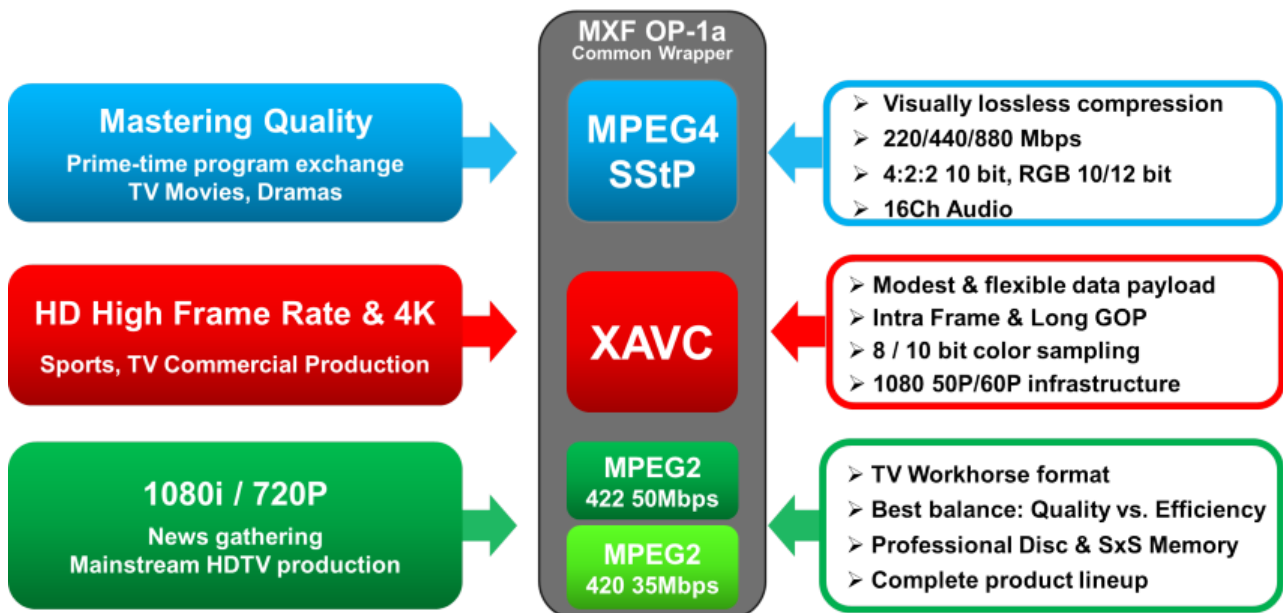 MXF OP-1a
Common Wrapper
Mastering Quality
Prime-time program exchange
TV Movies, Dramas
MPEG4
SStP
➢ Visually lossless compression
➢ 220/440/880 Mbps
➢ 4:2:2 10 bit, RGB 10/12 bit
➢ 16Ch Audio
HD High Frame Rate & 4K
Sports, TV Commercial Production
XAVC
➢ Modest & flexible data payload
➢ Intra Frame & Long GOP
➢ 8 / 10 bit color sampling
➢ 1080 50P/60P infrastructure
1080i / 720P
News gathering
Mainstream HDTV production
MPEG2
422 50Mbps
MPEG2
420 35Mbps
➢ TV Workhorse format
➢ Best balance: Quality vs. Efficiency
➢ Professional Disc & SxS Memory
➢ Complete product lineup